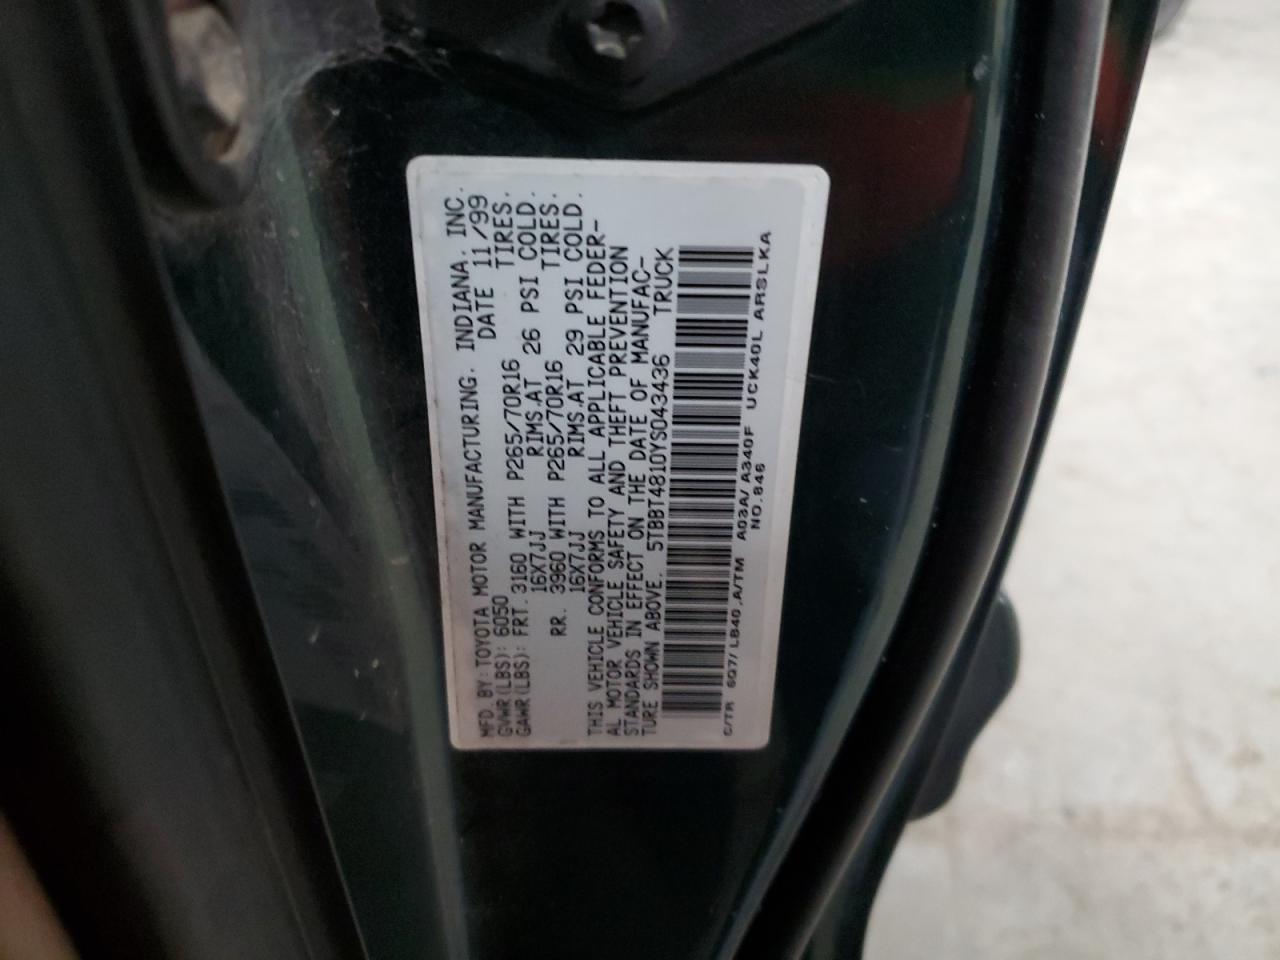 MFD. BY: TOYOTA MOTOR MANUFACTURING, INDIANA, INC.
GVWR(LBS): 6050 DATE 11/99
GAWR(LBS): FRT. 3160 WITH P265/70R16 TIRES.
16X7JJ RIMS.AT 26 PSI COLD.
RR. 3960 WITH P265/70R16 TIRES.
16X7JJ RIMS.AT 29 PSI COLD.
THIS VEHICLE CONFORMS TO ALL APPLICABLE FEDER-
AL MOTOR VEHICLE SAFETY AND THEFT PREVENTION
STANDARDS IN EFFECT ON THE DATE OF MANUFAC-
TURE SHOWN ABOVE. 5TBBT4810YS043436 TRUCK
C/TR 6Q7/LB40.A/TM A03A/A340F UCK40L ARSLKA
NO.846